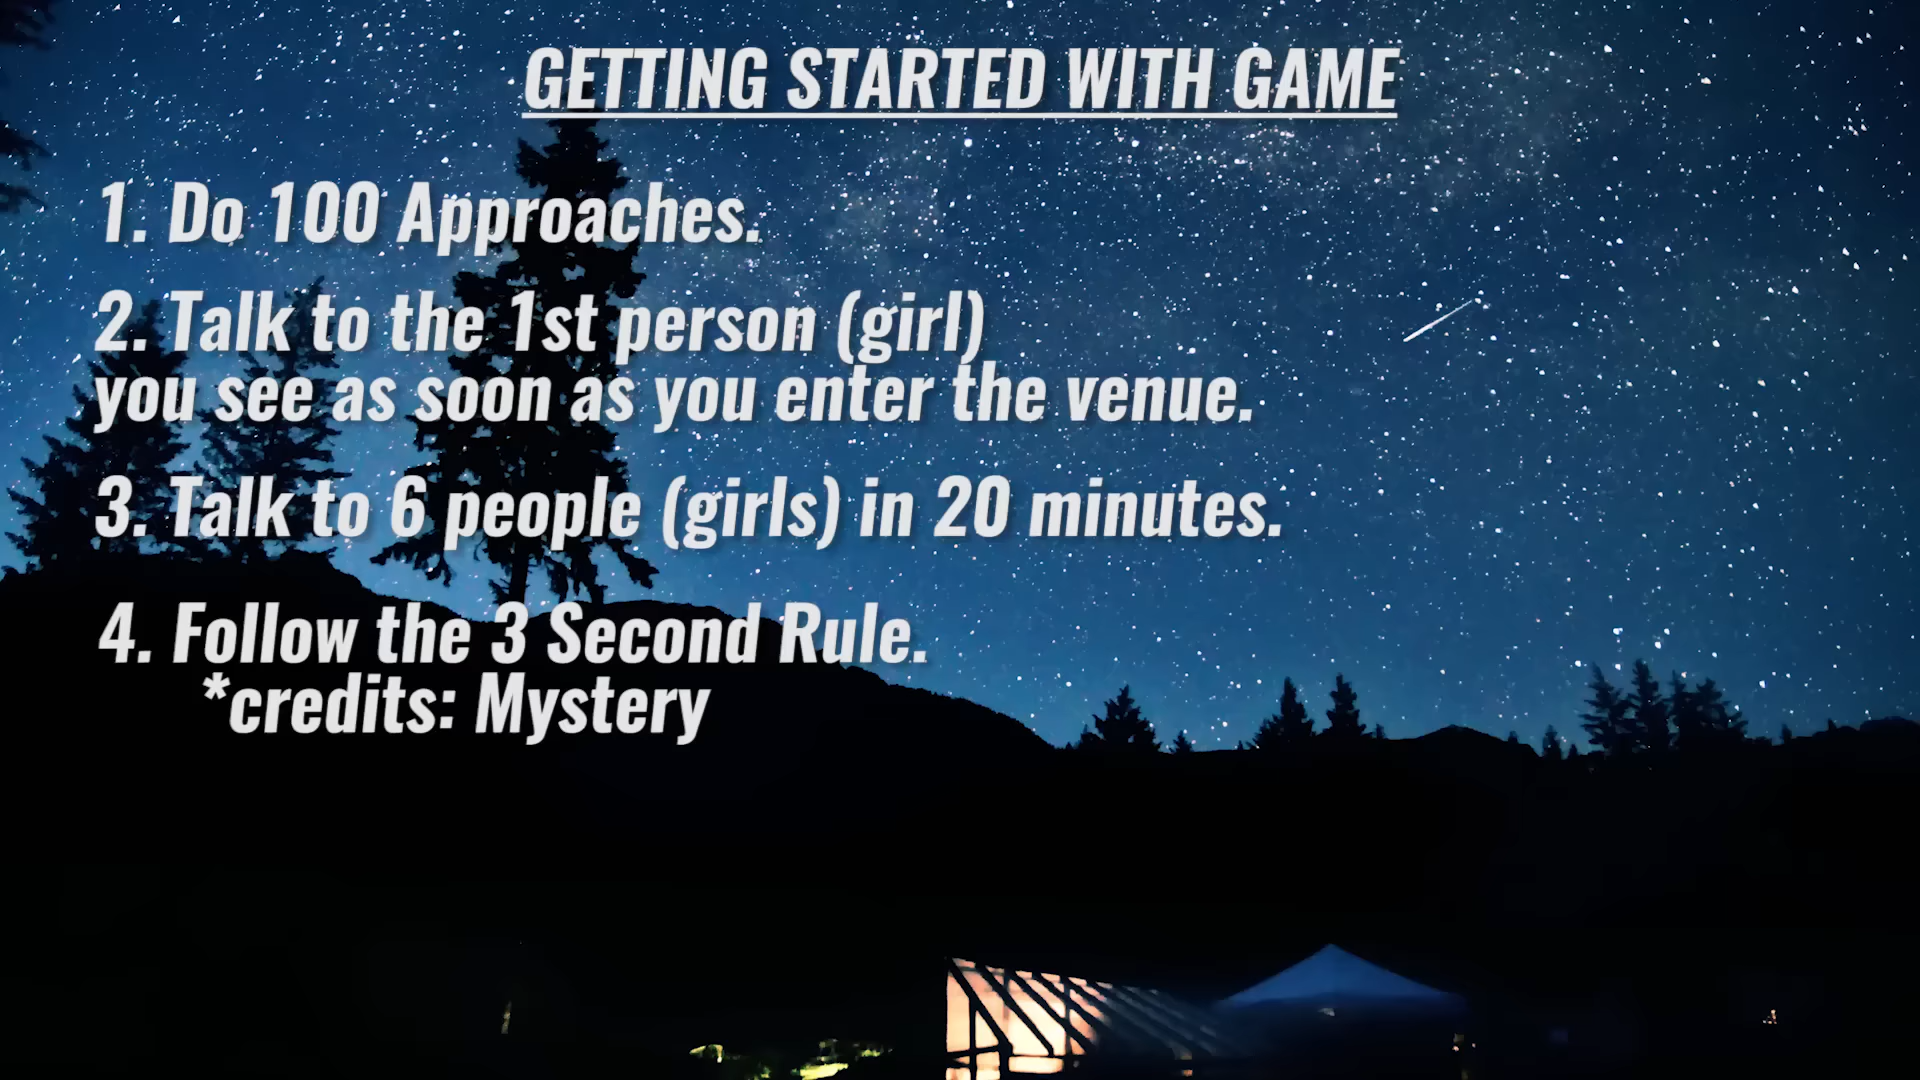 GETTING STARTED WITH GAME
1. Do 100 Approaches.
2. Talk to the 1st person (girl)
you see as soon as you enter the venue.
3. Talk to 6 people (girls) in 20 minutes.
4. Follow the 3 Second Rule.
*credits: Mystery